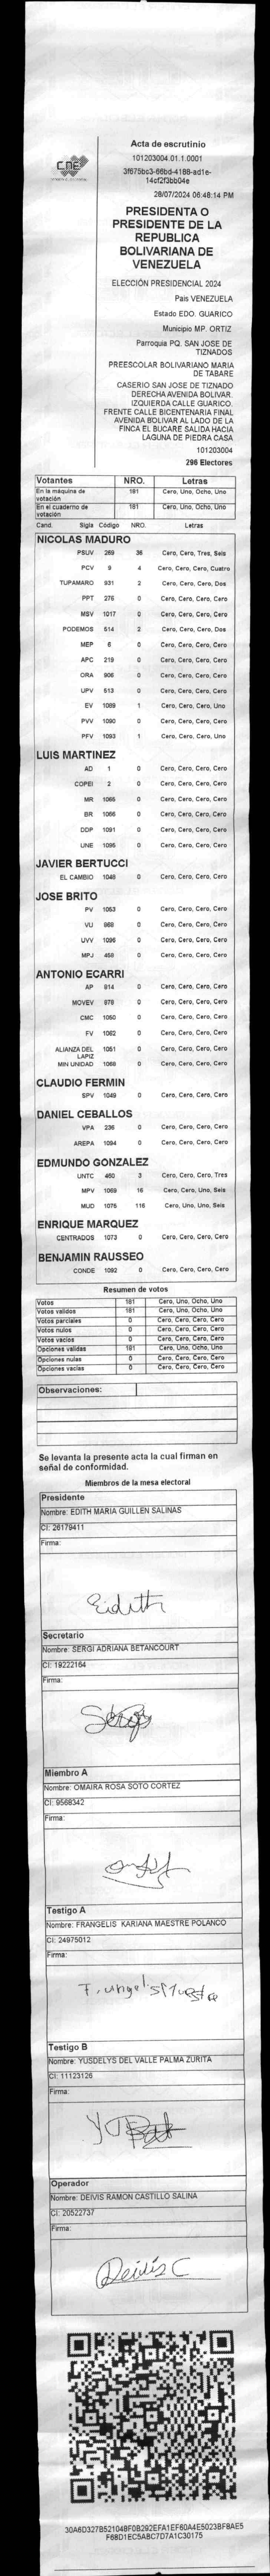 CNE
Acta de escrutinio
101203004.01.1.0001
3f675bc3-66bd-4188-ad1e-
14cf2f3bb04e
28/07/2024 06:46:14 PM
PRESIDENTA O
PRESIDENTE DE LA
REPUBLICA
BOLIVARIANA DE
VENEZUELA
ELECCIÓN PRESIDENCIAL 2024
Pais VENEZUELA
Estado EDO. GUARICO
Municipio MP. ORTIZ
Parroquia PQ. SAN JOSE DE
TIZNADOS
PREESCOLAR BOLIVARIANO MARIA
DE TABARE
CASERIO SAN JOSE DE TIZNADO
DERECHA AVENIDA BOLIVAR.
IZQUIERDA CALLE GUARICO.
FRENTE CALLE BICENTENARIA FINAL
AVENIDA BOLIVAR AL LADO DE LA
FINCA EL BUCARE SALIDA HACIA
LAGUNA DE PIEDRA CASA
101203004
296 Electores
Votantes NRO. Letras
En la máquina de votación 181 Cero, Uno, Ocho, Uno
En el cuaderno de votación 181 Cero, Uno, Ocho, Uno
Cand. Sigla Código NRO. Letras
NICOLAS MADURO
PSUV 269 36 Cero, Cero, Tres, Seis
PCV 9 4 Cero, Cero, Cero, Cuatro
TUPAMARO 931 2 Cero, Cero, Cero, Dos
PPT 276 0 Cero, Cero, Cero, Cero
MSV 1017 0 Cero, Cero, Cero, Cero
PODEMOS 514 2 Cero, Cero, Cero, Dos
MEP 6 0 Cero, Cero, Cero, Cero
APC 219 0 Cero, Cero, Cero, Cero
ORA 906 0 Cero, Cero, Cero, Cero
UPV 513 0 Cero, Cero, Cero, Cero
EV 1089 1 Cero, Cero, Cero, Uno
PVV 1090 0 Cero, Cero, Cero, Cero
PFV 1093 1 Cero, Cero, Cero, Uno
LUIS MARTINEZ
AD 1 0 Cero, Cero, Cero, Cero
COPEI 2 0 Cero, Cero, Cero, Cero
MR 1065 0 Cero, Cero, Cero, Cero
BR 1066 0 Cero, Cero, Cero, Cero
DDP 1091 0 Cero, Cero, Cero, Cero
UNE 1095 0 Cero, Cero, Cero, Cero
JAVIER BERTUCCI
EL CAMBIO 1048 0 Cero, Cero, Cero, Cero
JOSE BRITO
PV 1053 0 Cero, Cero, Cero, Cero
VU 868 0 Cero, Cero, Cero, Cero
UVV 1096 0 Cero, Cero, Cero, Cero
MPJ 458 0 Cero, Cero, Cero, Cero
ANTONIO ECARRI
AP 914 0 Cero, Cero, Cero, Cero
MOVEV 978 0 Cero, Cero, Cero, Cero
CMC 1050 0 Cero, Cero, Cero, Cero
FV 1062 0 Cero, Cero, Cero, Cero
ALIANZA DEL LAPIZ 1051 0 Cero, Cero, Cero, Cero
MIN UNIDAD 1068 0 Cero, Cero, Cero, Cero
CLAUDIO FERMIN
SPV 1049 0 Cero, Cero, Cero, Cero
DANIEL CEBALLOS
VPA 236 0 Cero, Cero, Cero, Cero
AREPA 1094 0 Cero, Cero, Cero, Cero
EDMUNDO GONZALEZ
UNTC 460 3 Cero, Cero, Cero, Tres
MPV 1069 16 Cero, Cero, Uno, Seis
MUD 1075 116 Cero, Uno, Uno, Seis
ENRIQUE MARQUEZ
CENTRADOS 1073 0 Cero, Cero, Cero, Cero
BENJAMIN RAUSSEO
CONDE 1092 0 Cero, Cero, Cero, Cero
Resumen de votos
Votos 181 Cero, Uno, Ocho, Uno
Votos validos 181 Cero, Uno, Ocho, Uno
Votos parciales 0 Cero, Cero, Cero, Cero
Votos nulos 0 Cero, Cero, Cero, Cero
Votos vacios 0 Cero, Cero, Cero, Cero
Opciones validas 181 Cero, Uno, Ocho, Uno
Opciones nulas 0 Cero, Cero, Cero, Cero
Opciones vacias 0 Cero, Cero, Cero, Cero
Observaciones:
Se levanta la presente acta la cual firman en
señal de conformidad.
Miembros de la mesa electoral
Presidente
Nombre: EDITH MARIA GUILLEN SALINAS
CI: 26179411
Firma:
Eidith
Secretario
Nombre: SERGI ADRIANA BETANCOURT
CI: 19222164
Firma:
Miembro A
Nombre: OMAIRA ROSA SOTO CORTEZ
CI: 9568342
Firma:
Testigo A
Nombre: FRANGELIS KARIANA MAESTRE POLANCO
CI: 24975012
Firma:
Testigo B
Nombre: YUSDELYS DEL VALLE PALMA ZURITA
CI: 11123126
Firma:
Operador
Nombre: DEIVIS RAMON CASTILLO SALINA
CI: 20522737
Firma:
Deivis C
30A6D327B521048F0B292EFA1EF60A4E5023BF8AE5
F68D1EC5ABC7D7A1C30175